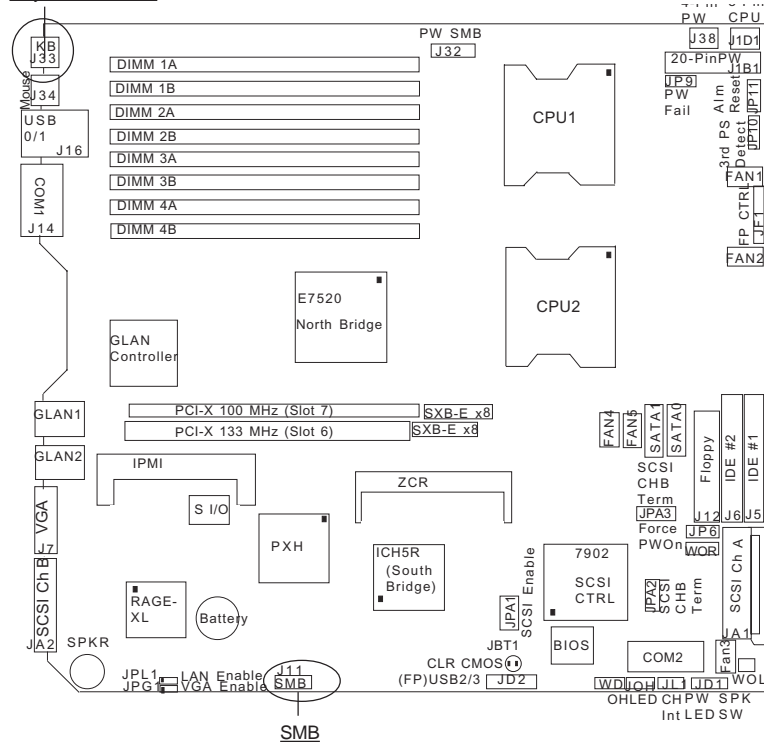 PW SMB
J32
PW
CPU
J38
J1D1
20-PinPW
J1B1
JP9
PW
Fail
Alm
Reset
JP11
3rd PS
Detect
JP10
FAN1
FP CTRL
JF1
FAN2
KB
J33
Mouse
J34
USB
0/1
J16
COM1
J14
DIMM 1A
DIMM 1B
DIMM 2A
DIMM 2B
DIMM 3A
DIMM 3B
DIMM 4A
DIMM 4B
CPU1
CPU2
E7520
North Bridge
GLAN
Controller
GLAN1
GLAN2
PCI-X 100 MHz (Slot 7)
SXB-E x8
PCI-X 133 MHz (Slot 6)
SXB-E x8
FAN4
FAN5
SATA1
SATA0
Floppy
J12
IDE #2
J6
IDE #1
J5
IPMI
ZCR
SCSI
CHB
Term
JPA3
Force
PWOn
JP6
WOR
VGA
J7
S I/O
PXH
ICH5R
(South
Bridge)
7902
SCSI
CTRL
SCSI Enable
JPA1
JPA2
SCSI
CHB
Term
SCSI Ch A
JA1
SCSI Ch B
JA2
RAGE-
XL
Battery
BIOS
COM2
Fan3
WOL
SPKR
JPL1
LAN Enable
JPG1
VGA Enable
J11
SMB
JBT1
CLR CMOS
(FP)USB2/3
JD2
WD
JOH
JL1
JD1
OHLED
CH
Int
PW
LED
SPK
SW
SMB